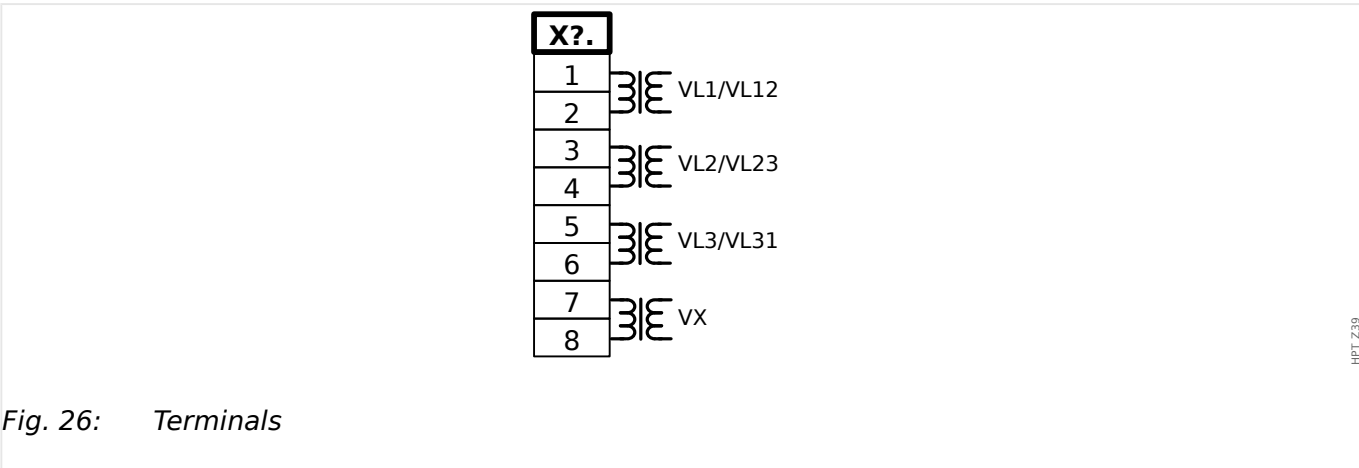 X?.
1
2
VL1/VL12
3
4
VL2/VL23
5
6
VL3/VL31
7
8
VX
HPT Z39
Fig. 26: Terminals